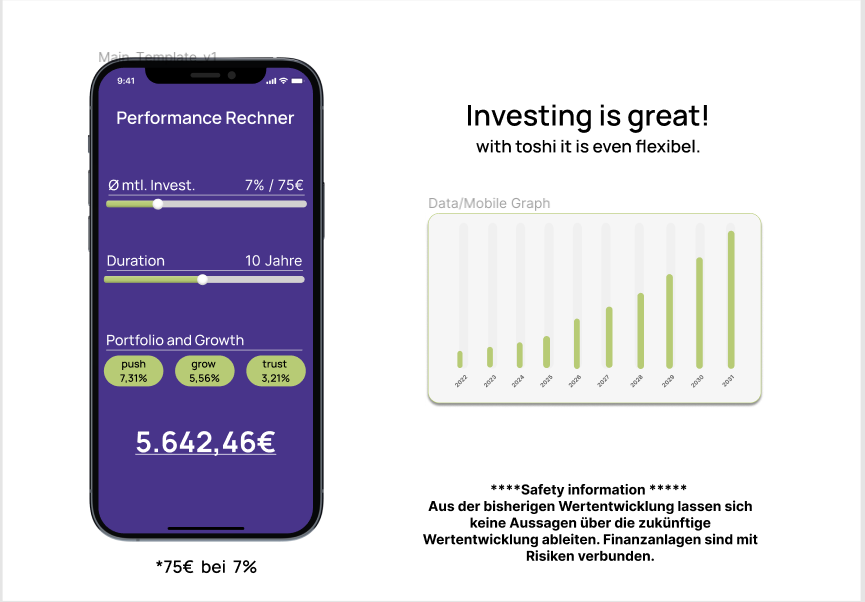 Main_Template_v1
9:41
Performance Rechner
Ø mtl. Invest. 7% / 75€
Duration 10 Jahre
Portfolio and Growth
push grow trust
7,31% 5,56% 3,21%
5.642,46€
*75€ bei 7%
Investing is great!
with toshi it is even flexibel.
Data/Mobile Graph
2022 2023 2024 2025 2026 2027 2028 2029 2030 2031
****Safety information *****
Aus der bisherigen Wertentwicklung lassen sich
keine Aussagen über die zukünftige
Wertentwicklung ableiten. Finanzanlagen sind mit
Risiken verbunden.